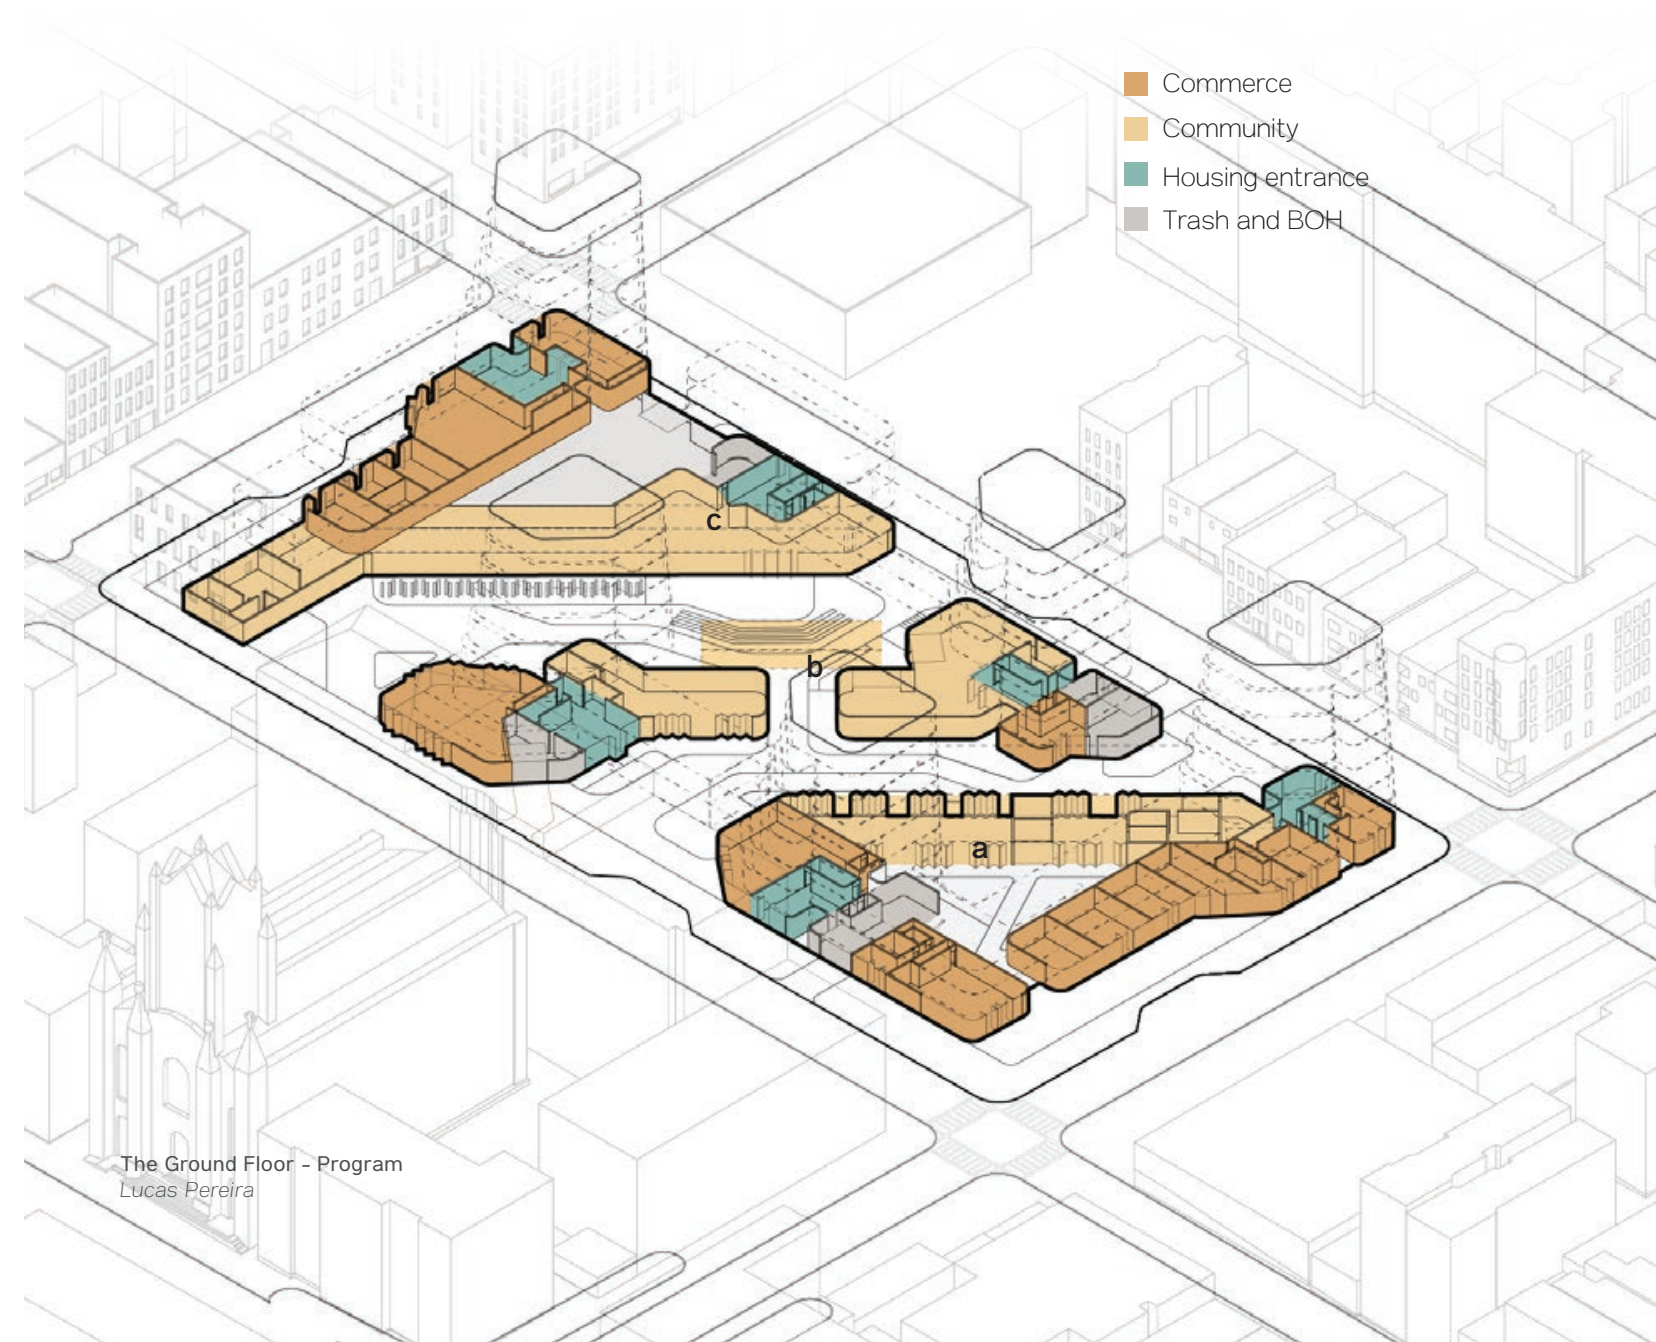 Commerce
Community
Housing entrance
Trash and BOH
c
b
a
The Ground Floor - Program
Lucas Pereira